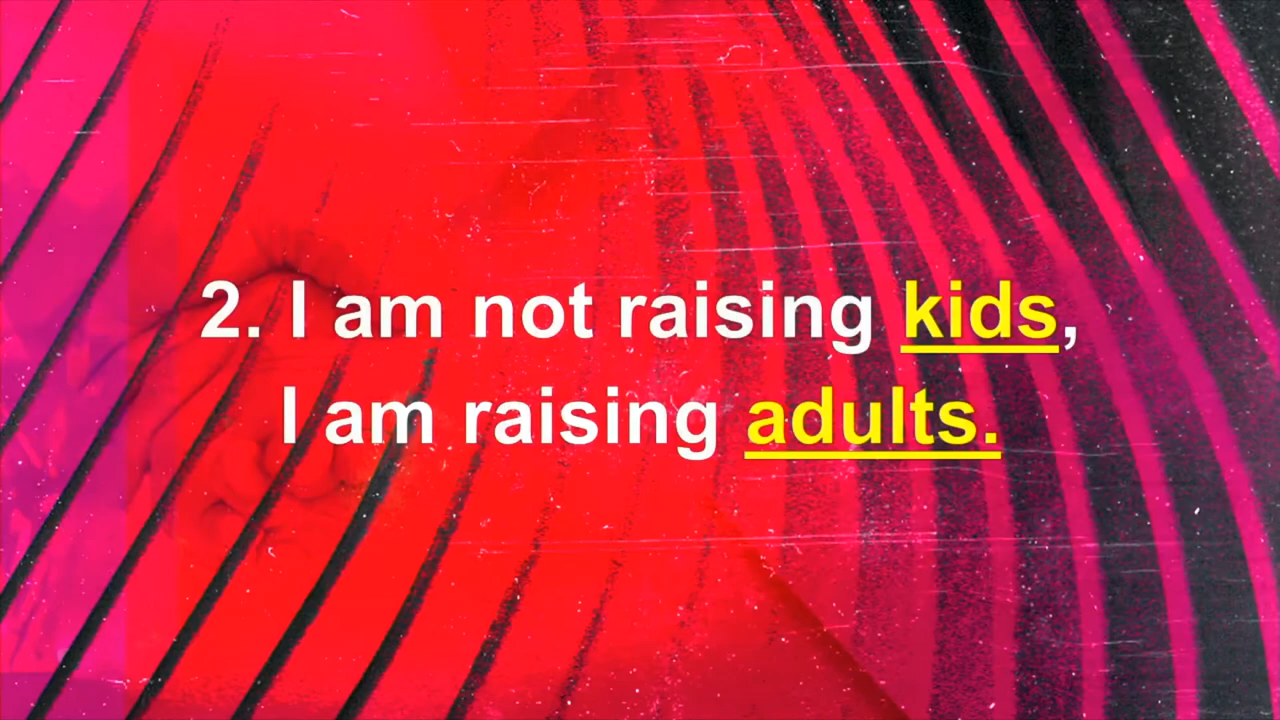 2. I am not raising kids,
I am raising adults.